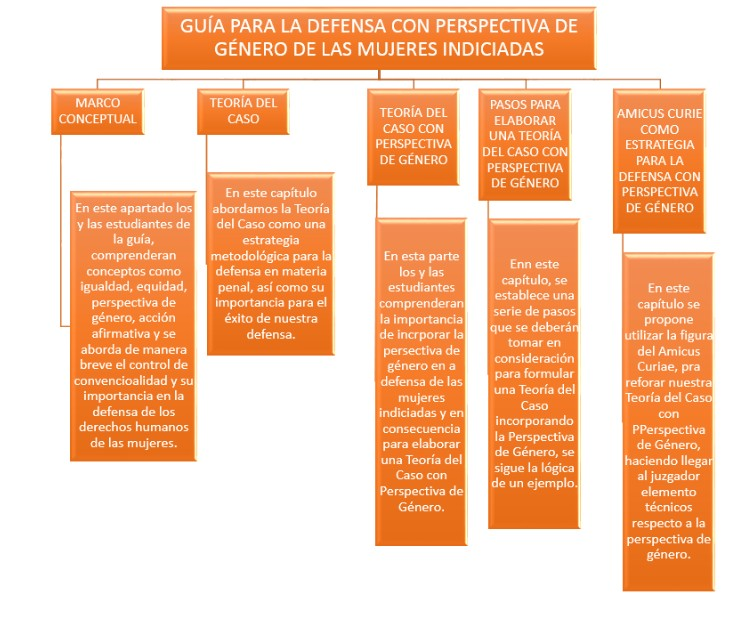 GUÍA PARA LA DEFENSA CON PERSPECTIVA DE
GÉNERO DE LAS MUJERES INDICIADAS
MARCO
CONCEPTUAL
En este apartado los
y las estudiantes de
la guía,
comprenderan
conceptos como
igualdad, equidad,
perspectiva de
género, acción
afirmativa y se
aborda de manera
breve el control de
convencioalidad y su
importancia en la
defensa de los
derechos humanos
de las mujeres.
TEORÍA DEL
CASO
En este capítulo
abordamos la Teoría
del Caso como una
estrategia
metodológica para la
defensa en materia
penal, así como su
importancia para el
éxito de nuestra
defensa.
TEORÍA DEL
CASO CON
PERSPECTIVA
DE GÉNERO
En esta parte
los y las
estudiantes
comprenderan
la importancia
de incrporar la
persectiva de
género en a
defensa de las
mujeres
indiciadas y en
consecuencia
para elaborar
una Teoría del
Caso con
Perspectiva de
Género.
PASOS PARA
ELABORAR
UNA TEORÍA
DEL CASO CON
PERSPECTIVA
DE GÉNERO
Enn este
capítulo, se
establece una
serie de pasos
que se deberán
tomar en
consideración
para formular
una Teoría del
Caso
incorporando
la Perspectiva
de Género, se
sigue la lógica
de un ejemplo.
AMICUS CURIE
COMO
ESTRATEGIA
PARA LA
DEFENSA CON
PERSPECTIVA
DE GÉNERO
En este
capítulo se
propone
utilizar la figura
del Amicus
Curiae, pra
reforar nuestra
Teoría del Caso
con
PPerspectiva
de Género,
haciendo llegar
al juzgador
elemento
técnicos
respecto a la
perspectiva de
género.